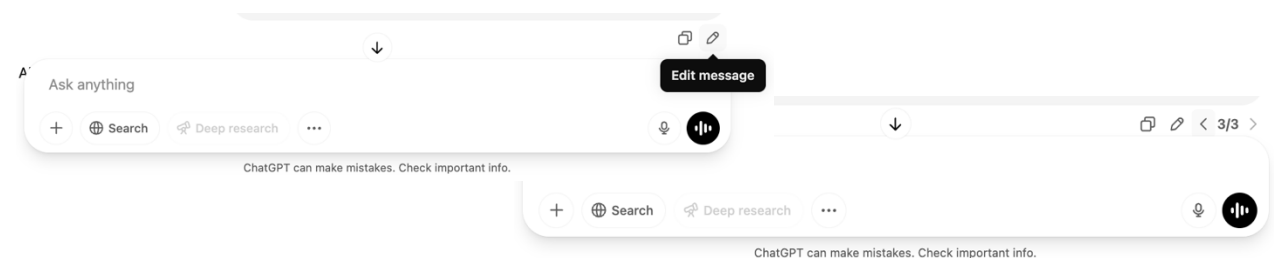 Edit message
Ask anything
Search Deep research
ChatGPT can make mistakes. Check important info.
3/3
Search Deep research
ChatGPT can make mistakes. Check important info.